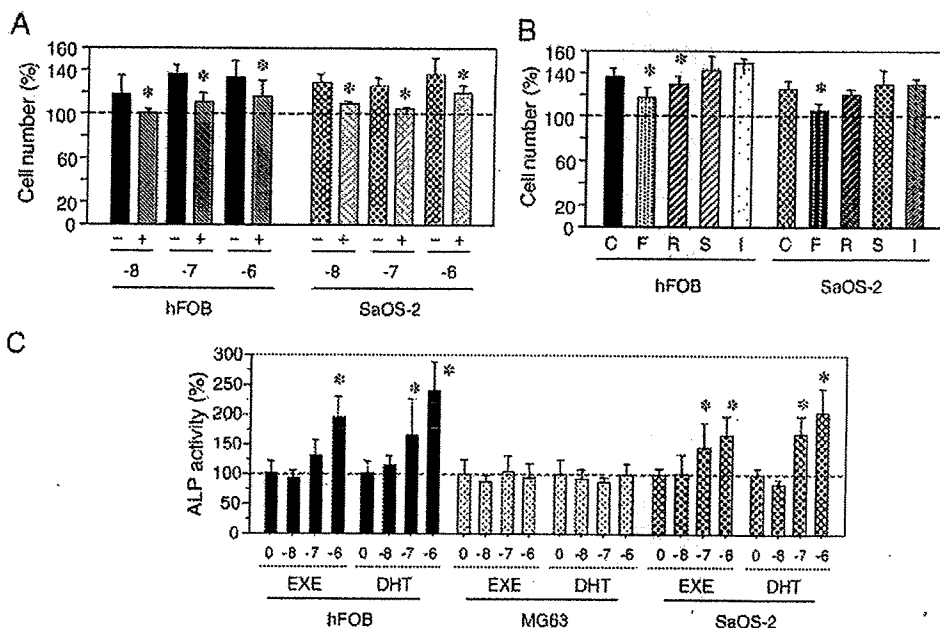 A
Cell number (%)
160
140
100
60
20
0
* * * * * *
− + − + − + − + − + − +
-8 -7 -6 -8 -7 -6
hFOB SaOS-2
B
Cell number (%)
160
140
100
60
20
0
* * *
C F R S I C F R S I
hFOB SaOS-2
C
ALP activity (%)
300
250
200
150
100
50
0
* * * * * * *
0 -8 -7 -6 0 -8 -7 -6 0 -8 -7 -6 0 -8 -7 -6 0 -8 -7 -6 0 -8 -7 -6
EXE DHT EXE DHT EXE DHT
hFOB MG63 SaOS-2